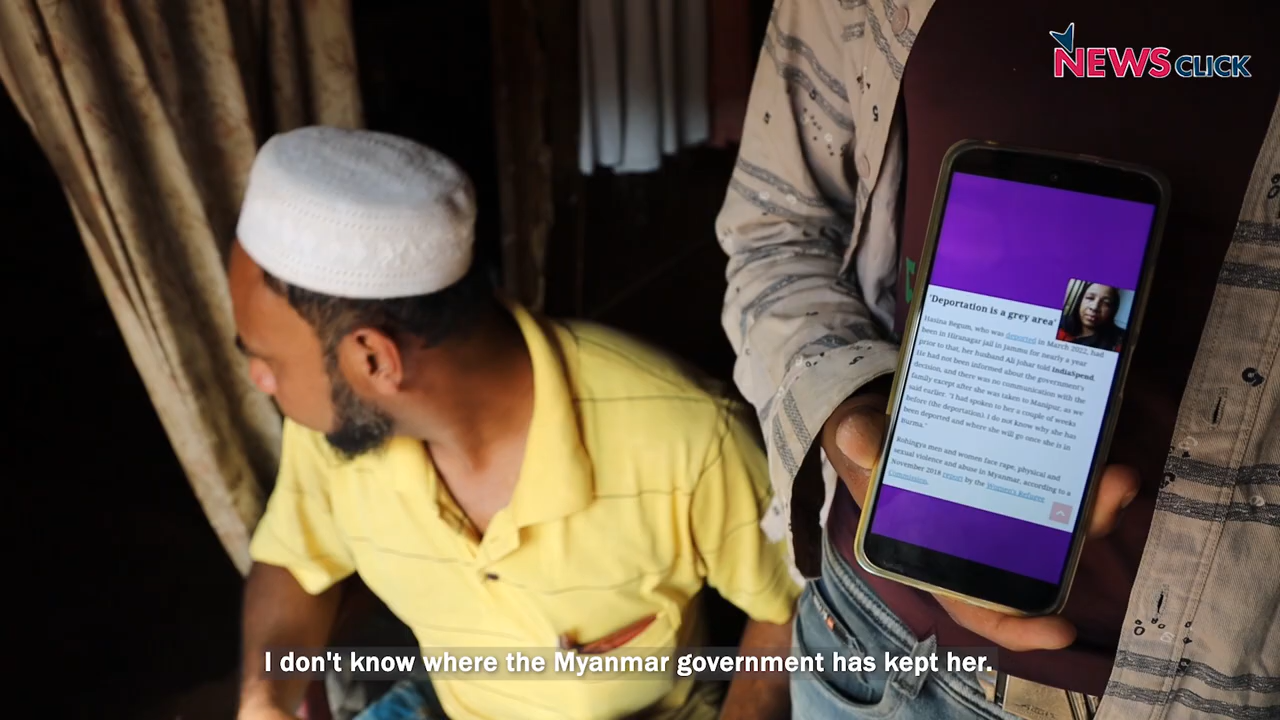 NEWSCLICK
'Deportation is a grey area'
Hasina Begum, who was deported in March 2022, had
been in Hiranagar jail in Jammu for nearly a year
prior to that, her husband Ali Johar told IndiaSpend.
He had not been informed about the government's
decision, and there was no communication with the
family except after she was taken to Manipur, as we
said earlier. "I had spoken to her a couple of weeks
before (the deportation). I do not know why she has
been deported and where she will go once she is in
Burma."
Rohingya men and women face rape, physical and
sexual violence and abuse in Myanmar, according to a
November 2018 report by the Women's Refugee
Commission.
I don't know where the Myanmar government has kept her.